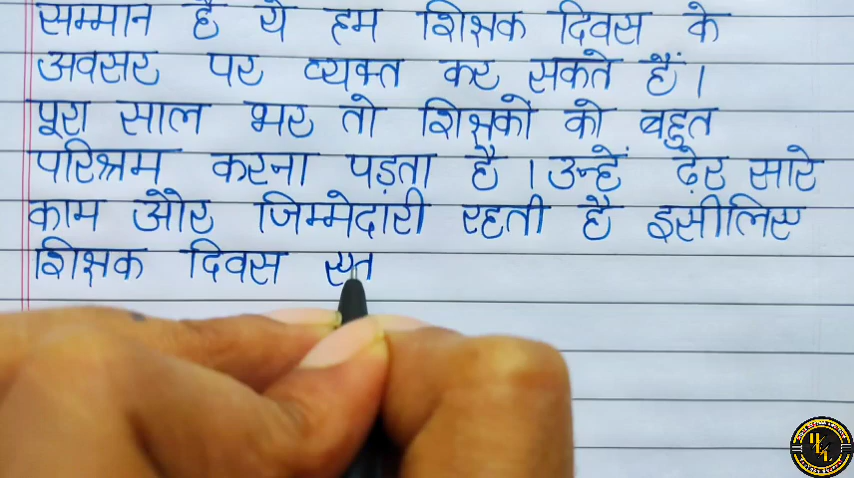 सम्मान है ये हम शिक्षक दिवस के
अवसर पर व्यक्त कर सकते हैं।
पूरा साल भर तो शिक्षकों को बहुत
परिश्रम करना पड़ता है। उन्हें ढ़ेर सारे
काम और जिम्मेदारी रहती है इसीलिए
शिक्षक दिवस